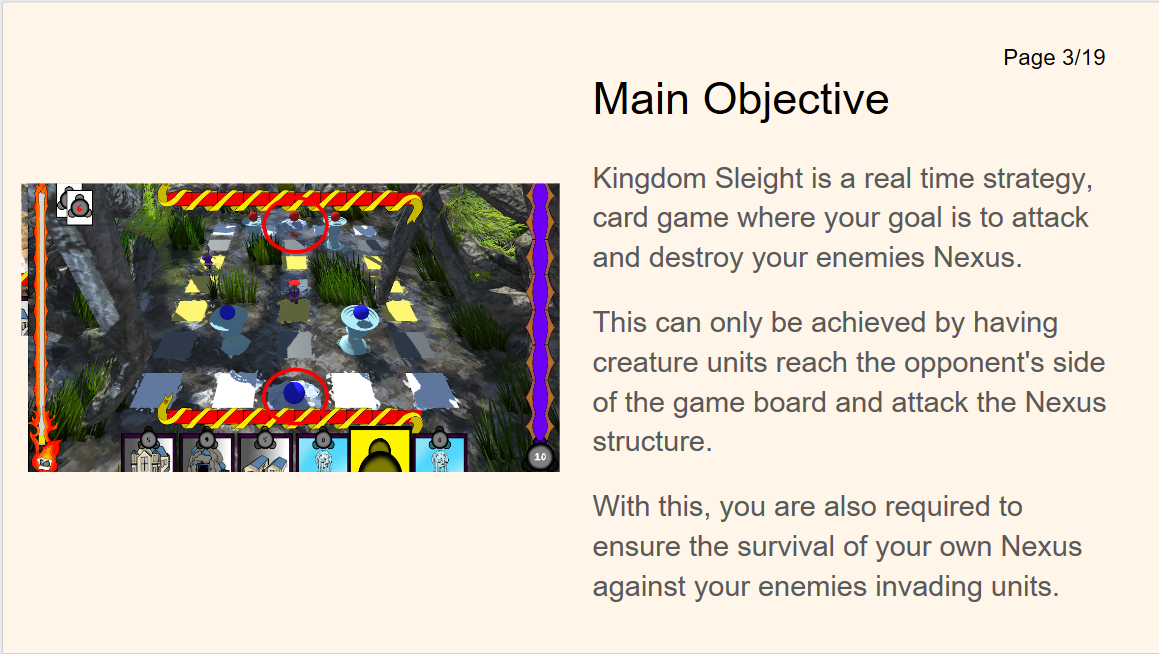 Page 3/19
Main Objective
Kingdom Sleight is a real time strategy,
card game where your goal is to attack
and destroy your enemies Nexus.
This can only be achieved by having
creature units reach the opponent's side
of the game board and attack the Nexus
structure.
With this, you are also required to
ensure the survival of your own Nexus
against your enemies invading units.
10